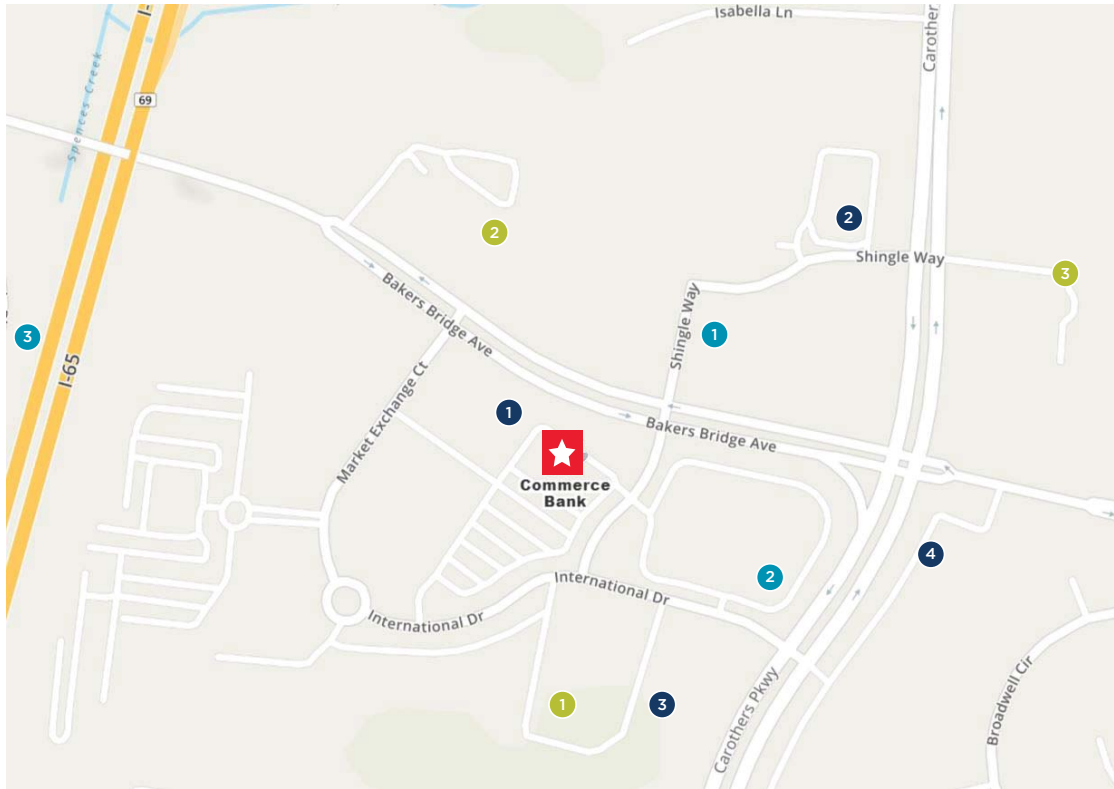 Isabella Ln
I-
Carother
69
Spences Creek
2
2
Shingle Way
3
Bakers Bridge Ave
3
Shingle Way
1
I-65
Market Exchange Ct
1
Bakers Bridge Ave
Commerce
Bank
4
2
International Dr
International Dr
1
3
Carothers Pkwy
Broadwell Cir